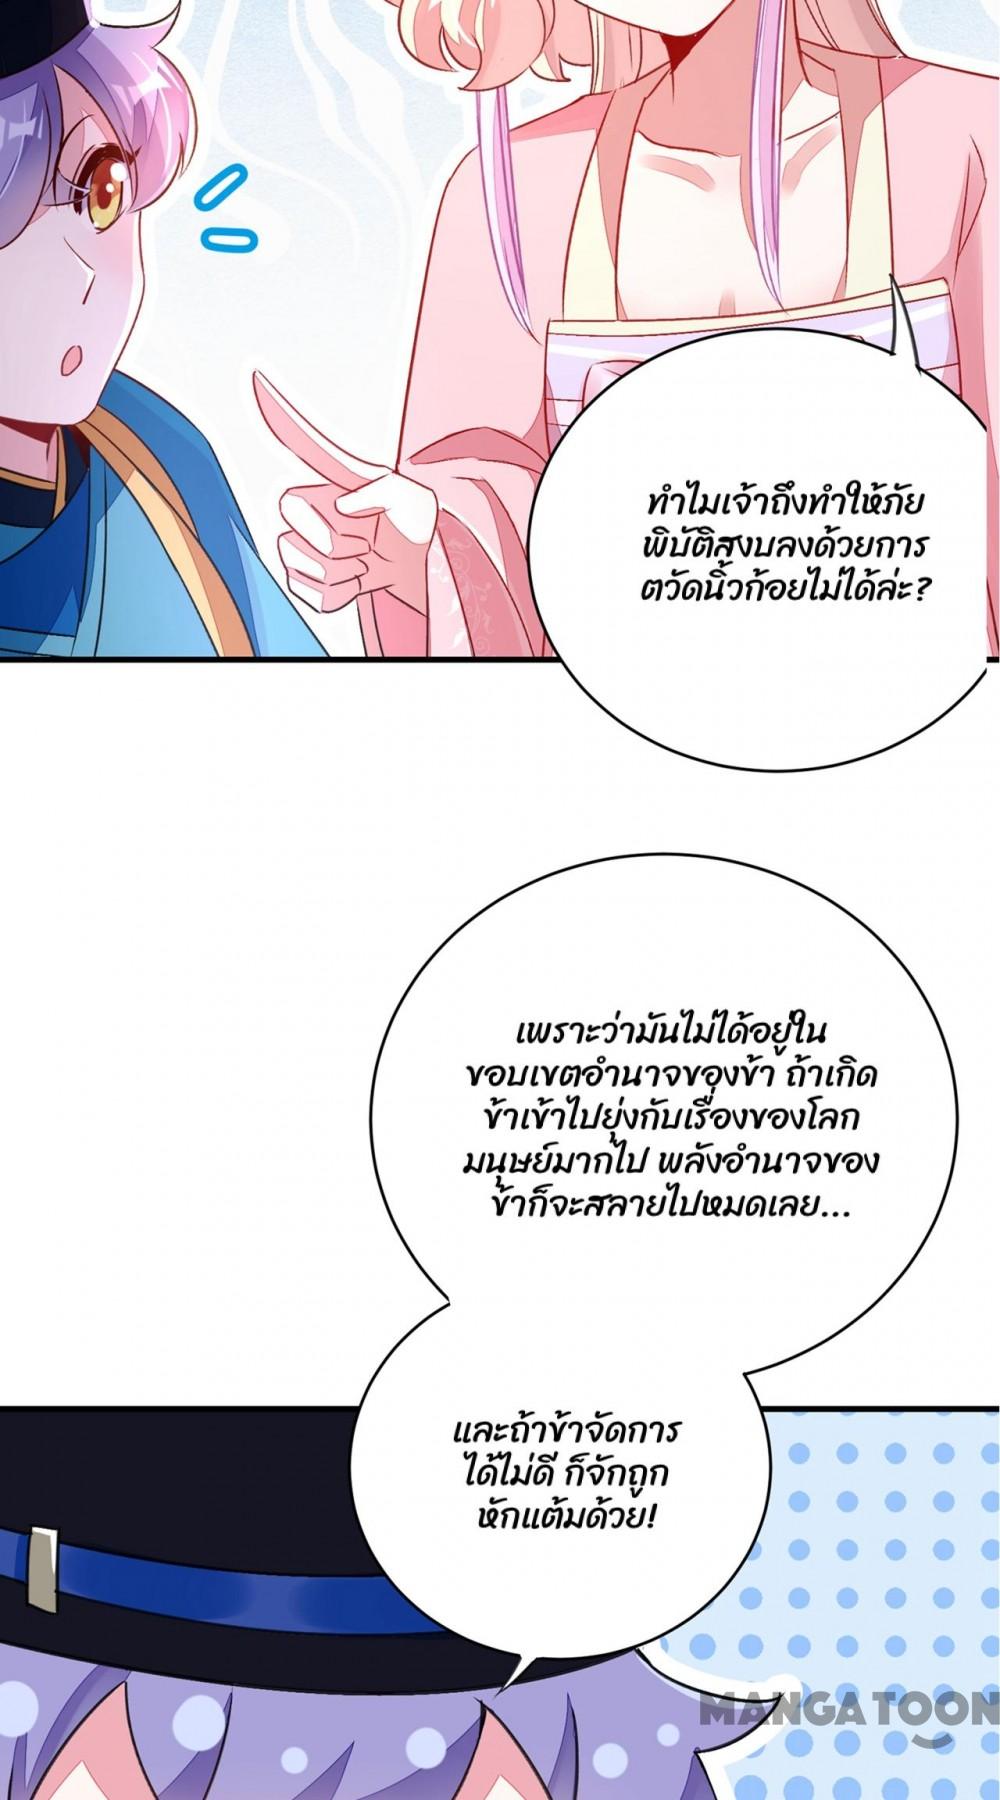 ทำไมเจ้าถึงทำให้ภัย
พิบัติสงบลงด้วยการ
ตวัดนิ้วก้อยไม่ได้ล่ะ?
เพราะว่ามันไม่ได้อยู่ใน
ขอบเขตอำนาจของข้า ถ้าเกิด
ข้าเข้าไปยุ่งกับเรื่องของโลก
มนุษย์มากไป พลังอำนาจของ
ข้าก็จะสลายไปหมดเลย...
และถ้าข้าจัดการ
ได้ไม่ดี ก็จักถูก
หักแต้มด้วย!
MANGATOON